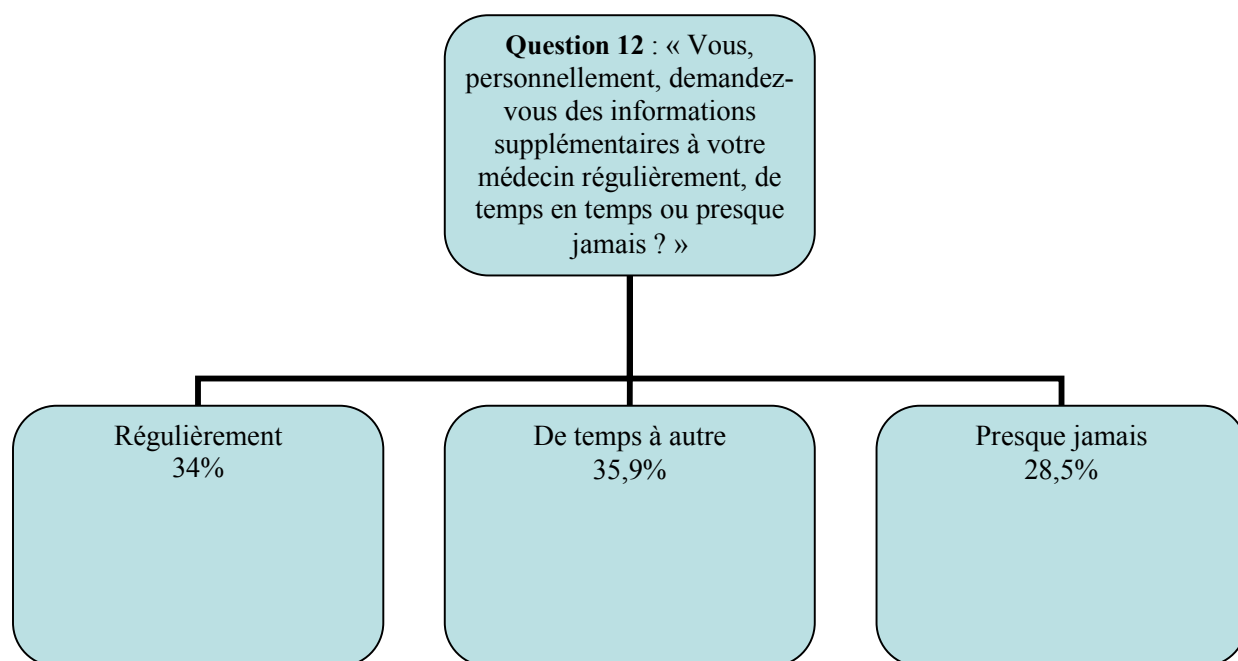 Question 12 : « Vous,
personnellement, demandez-
vous des informations
supplémentaires à votre
médecin régulièrement, de
temps en temps ou presque
jamais ? »
Régulièrement
34%
De temps à autre
35,9%
Presque jamais
28,5%